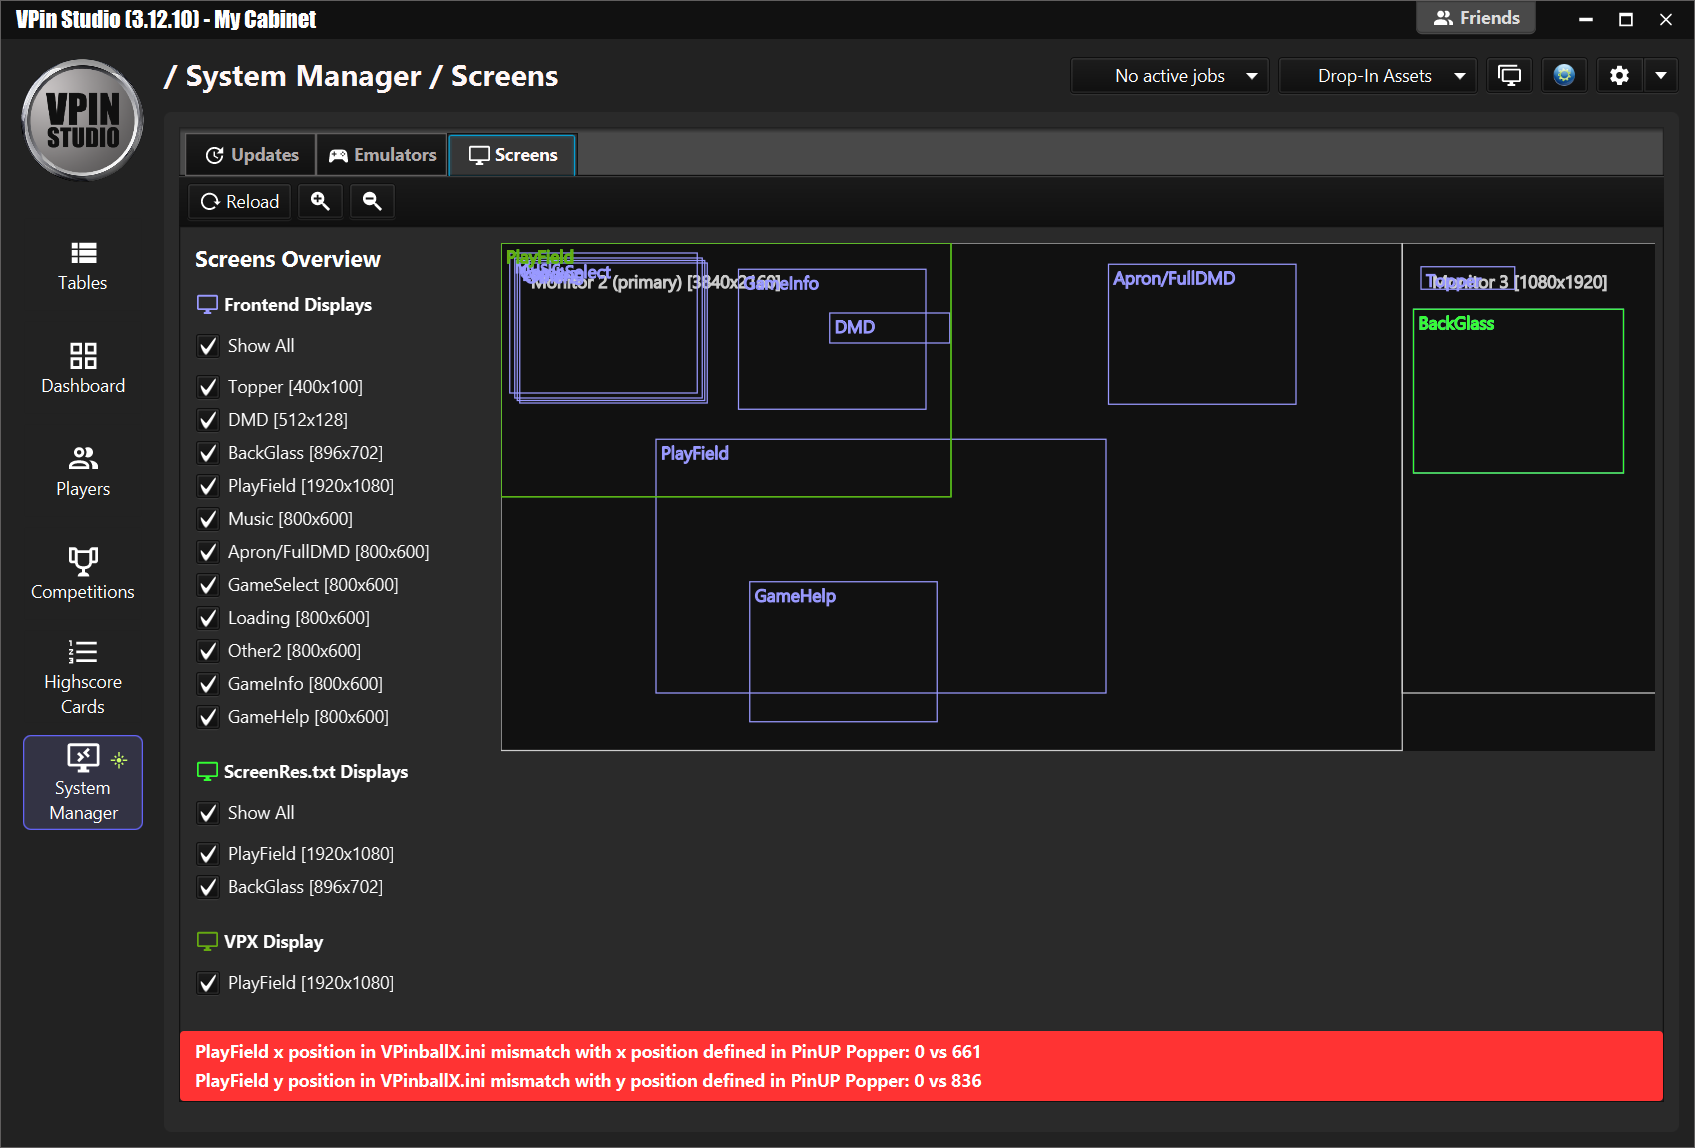 VPin Studio (3.12.10) - My Cabinet
Friends
VPIN
STUDIO
/ System Manager / Screens
No active jobs
Drop-In Assets
Updates
Emulators
Screens
Reload
Tables
Dashboard
Players
Competitions
Highscore
Cards
System
Manager
Screens Overview
Frontend Displays
Show All
Topper [400x100]
DMD [512x128]
BackGlass [896x702]
PlayField [1920x1080]
Music [800x600]
Apron/FullDMD [800x600]
GameSelect [800x600]
Loading [800x600]
Other2 [800x600]
GameInfo [800x600]
GameHelp [800x600]
ScreenRes.txt Displays
Show All
PlayField [1920x1080]
BackGlass [896x702]
VPX Display
PlayField [1920x1080]
PlayField
Monitor 2 (primary) [3840x2160]
GameInfo
DMD
Apron/FullDMD
Topper
Monitor 3 [1080x1920]
BackGlass
PlayField
GameHelp
PlayField x position in VPinballX.ini mismatch with x position defined in PinUP Popper: 0 vs 661
PlayField y position in VPinballX.ini mismatch with y position defined in PinUP Popper: 0 vs 836